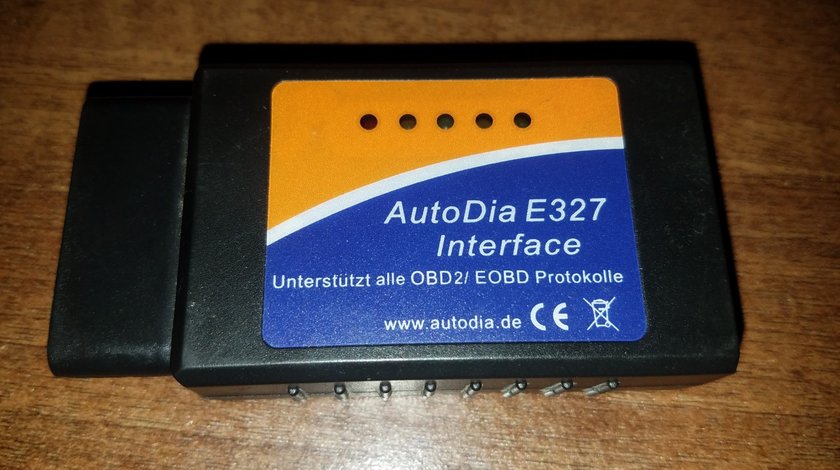 AutoDia E327
Interface
Unterstützt alle OBD2/ EOBD Protokolle
www.autodia.de CE